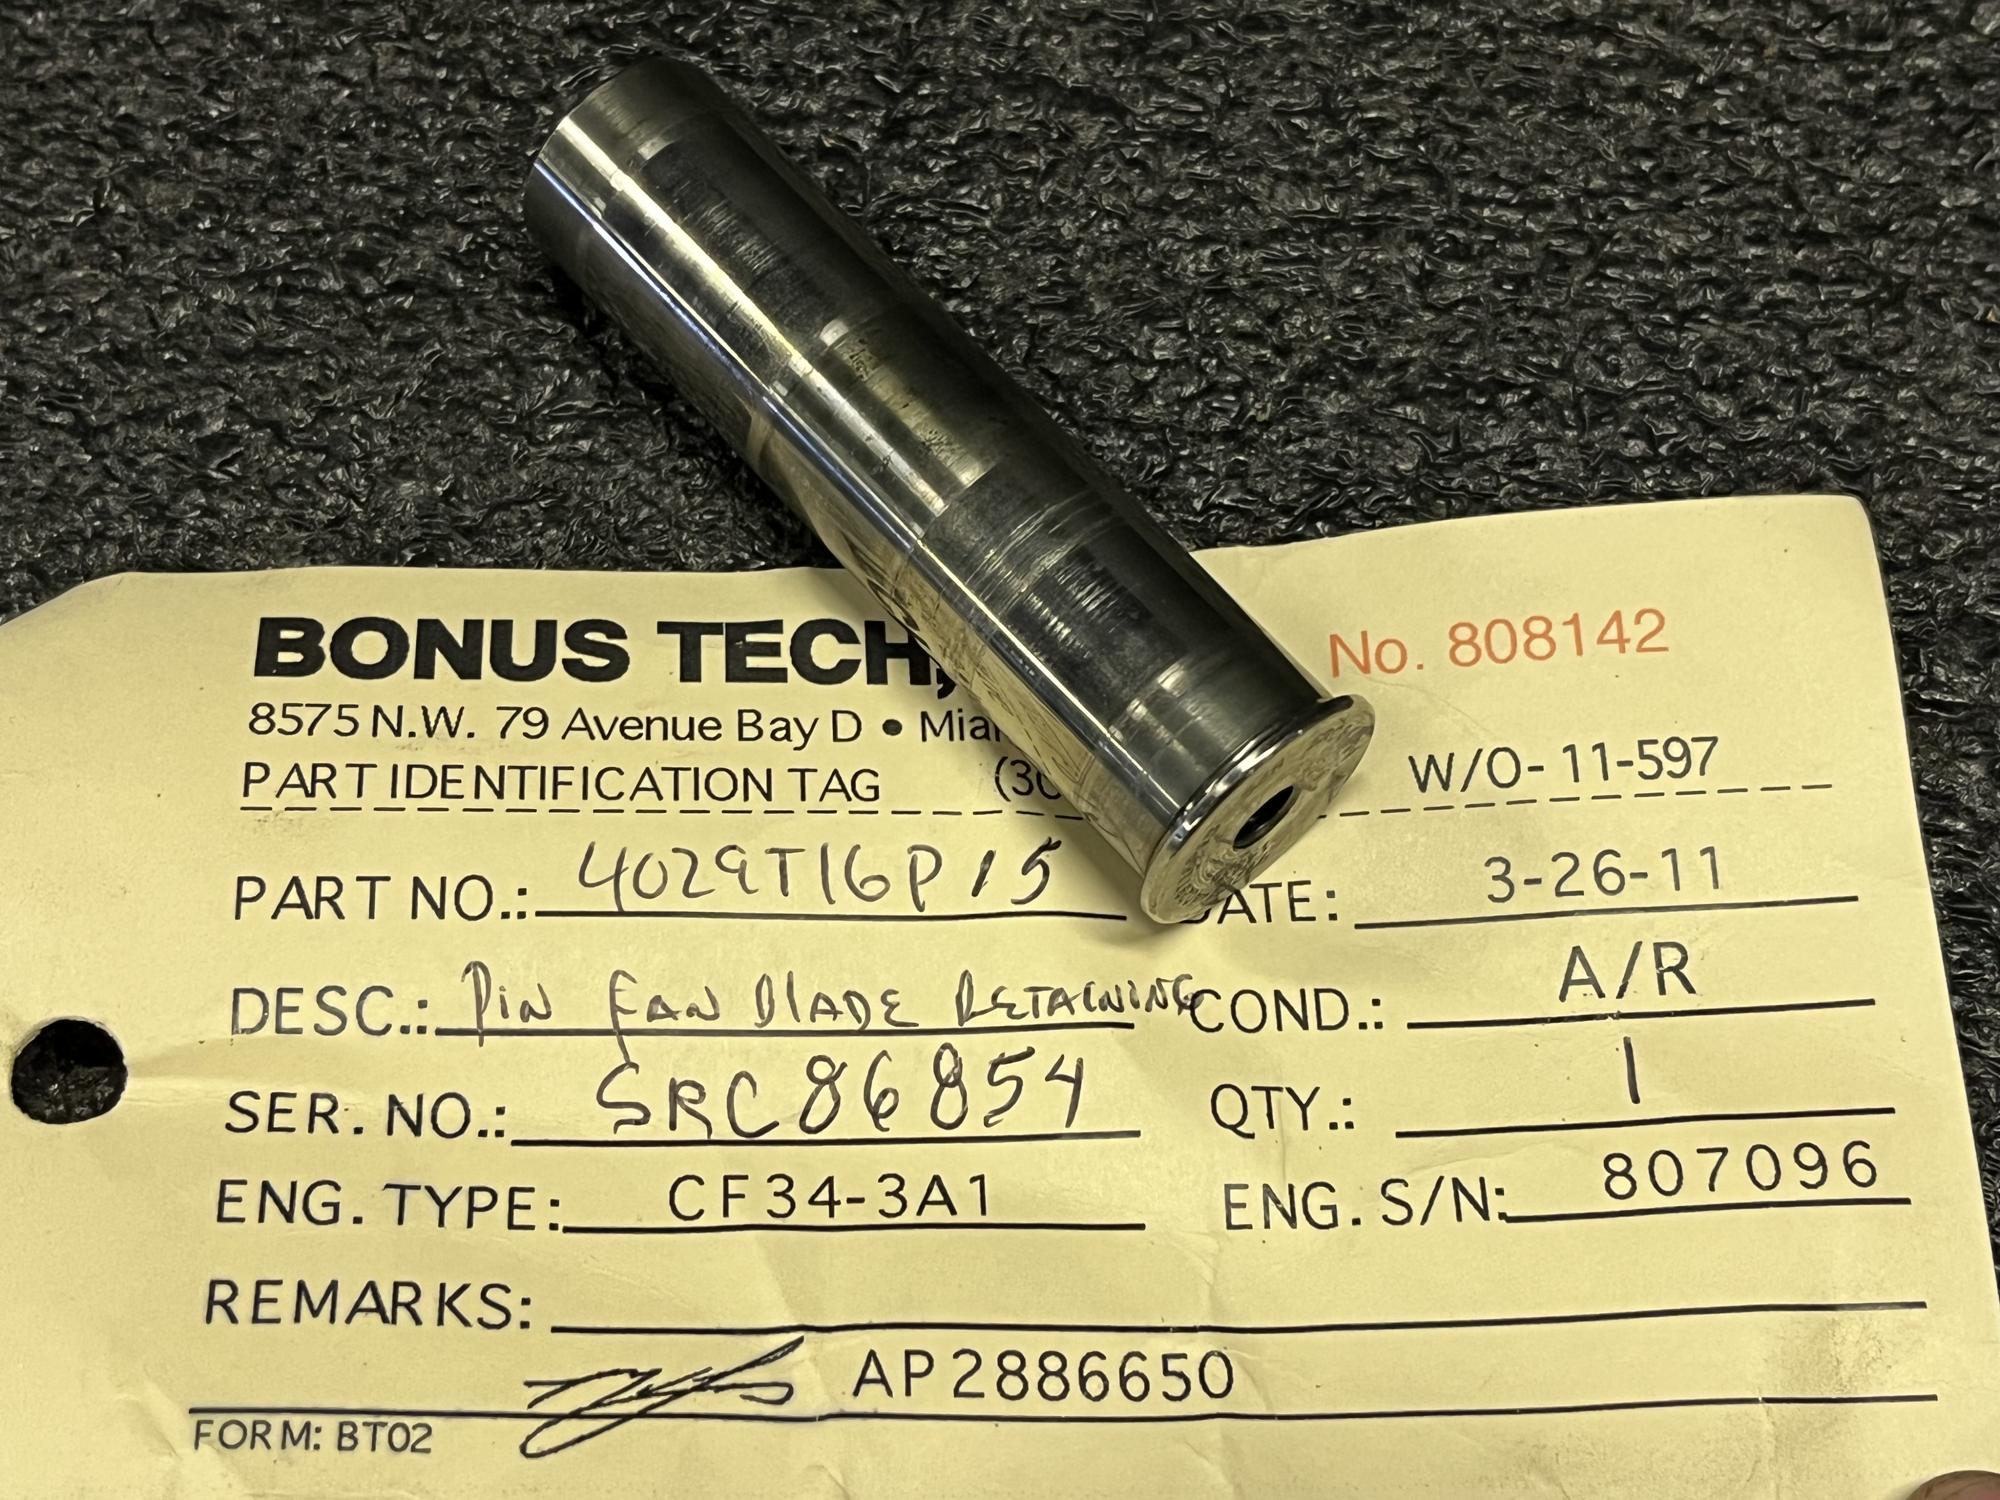 BONUS TECH,
No. 808142
8575 N.W. 79 Avenue Bay D • Mia
PART IDENTIFICATION TAG (30
W/O- 11-597
PART NO.: 4029T16P15
DATE: 3-26-11
DESC.: PIN FAN BLADE RETAINING
COND.: A/R
SER. NO.: SRC86854
QTY.: 1
ENG. TYPE: CF34-3A1
ENG. S/N: 807096
REMARKS:
AP2886650
FORM: BT02